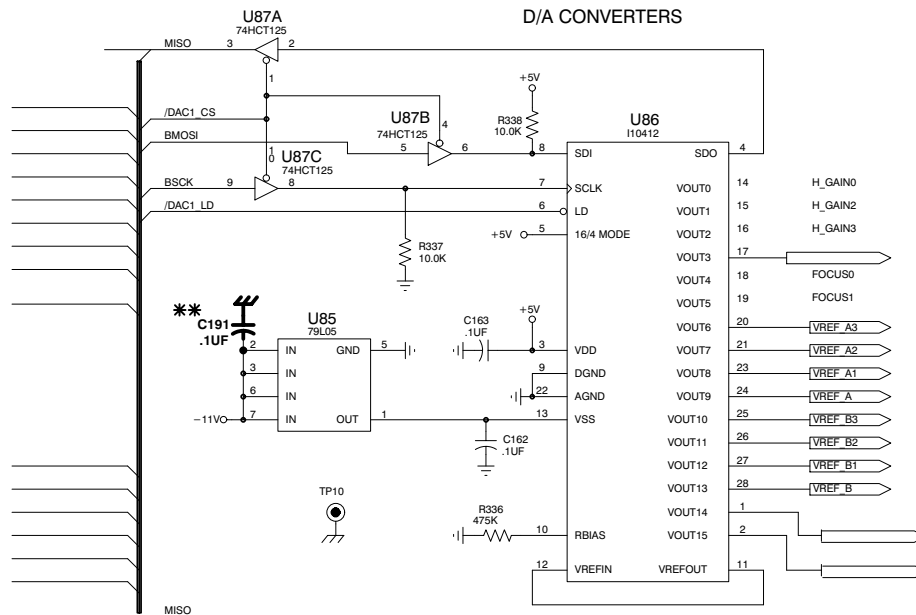 D/A CONVERTERS
U87A
74HCT125
MISO 3 2
1
+5V
/DAC1_CS
U87B
74HCT125
4
R338
10.0K
U86
I10412
BMOSI 5 6 8 SDI SDO 4
10
U87C
74HCT125
BSCK 9 8 7 SCLK VOUT0 14 H_GAIN0
/DAC1_LD 6 LD VOUT1 15 H_GAIN2
+5V 5 16/4 MODE VOUT2 16 H_GAIN3
R337
10.0K
VOUT3 17
VOUT4 18 FOCUS0
VOUT5 19 FOCUS1
**
C191
.1UF
U85
79L05
C163
.1UF
+5V
VOUT6 20 VREF_A3
2 IN GND 5 3 VDD VOUT7 21 VREF_A2
3 IN 9 DGND VOUT8 23 VREF_A1
6 IN 22 AGND VOUT9 24 VREF_A
-11V 7 IN OUT 1 13 VSS VOUT10 25 VREF_B3
C162
.1UF
VOUT11 26 VREF_B2
VOUT12 27 VREF_B1
VOUT13 28 VREF_B
TP10
R336
475K
VOUT14 1
10 RBIAS VOUT15 2
12 VREFIN VREFOUT 11
MISO